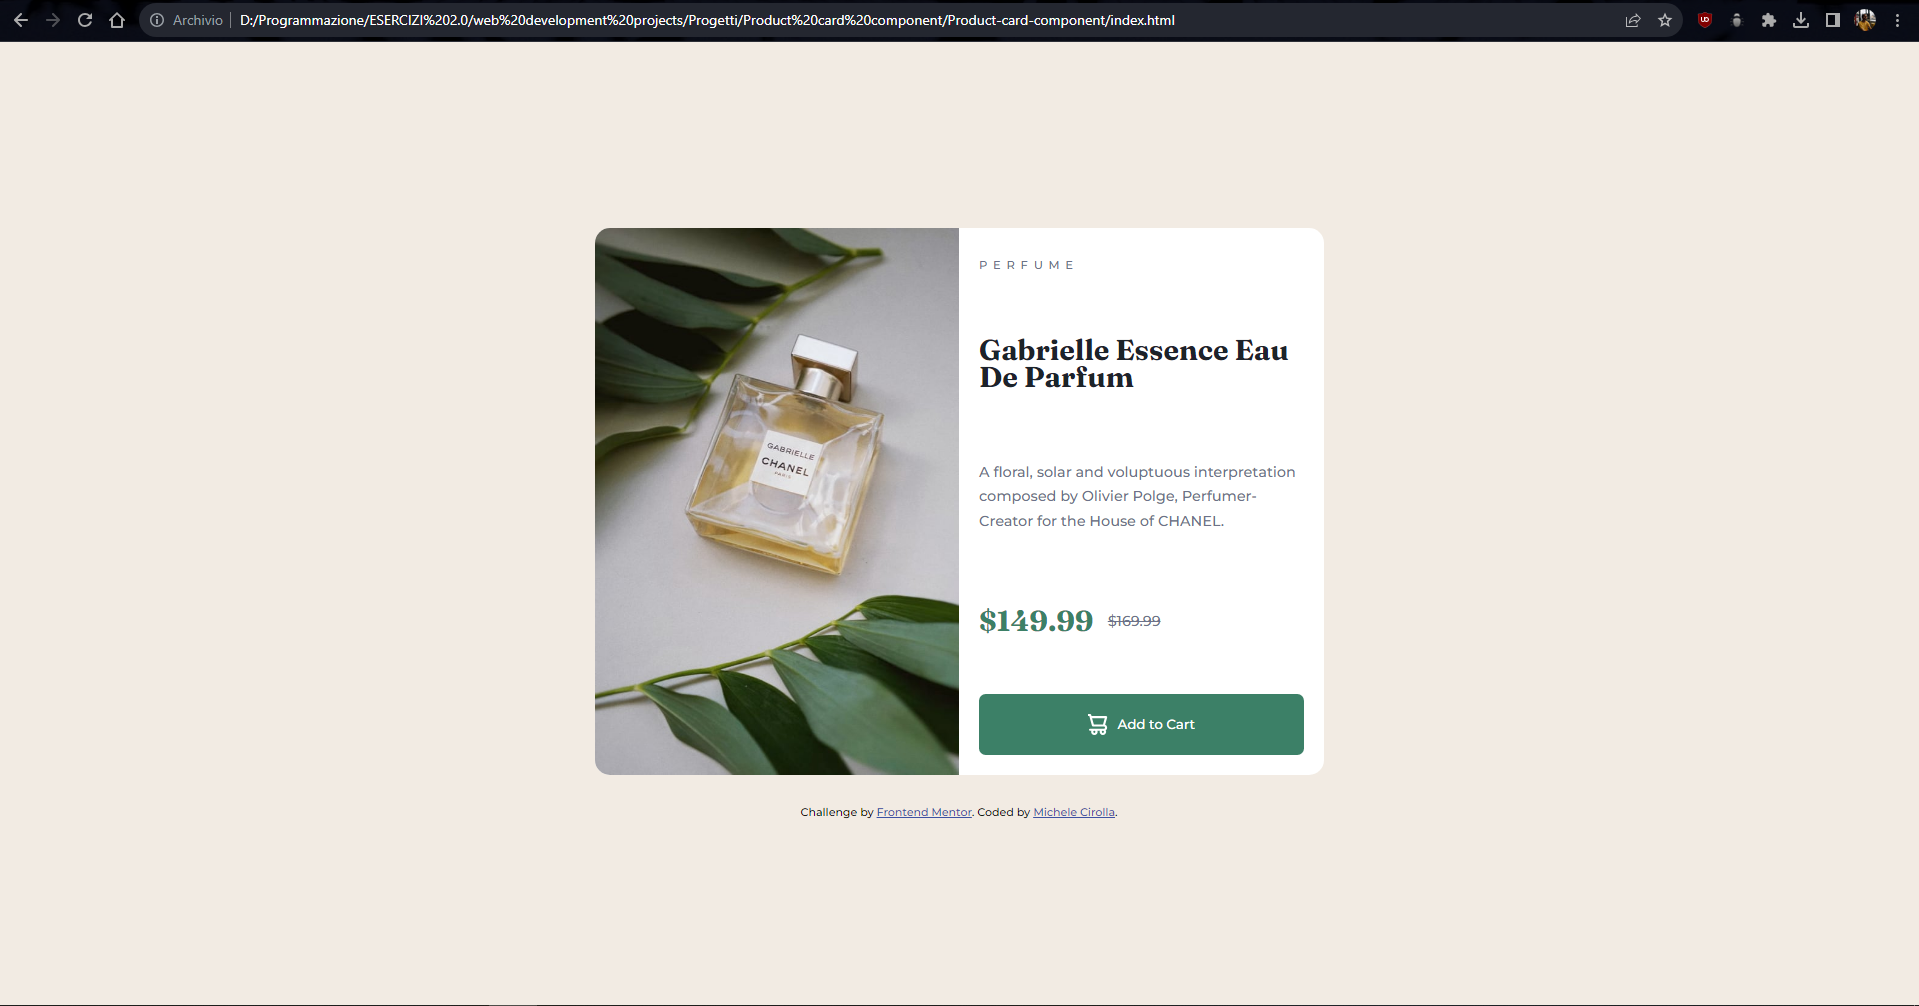 Archivio D:/Programmazione/ESERCIZI%202.0/web%20development%20projects/Progetti/Product%20card%20component/Product-card-component/index.html
GABRIELLE
CHANEL
PARIS
PERFUME
Gabrielle Essence Eau
De Parfum
A floral, solar and voluptuous interpretation
composed by Olivier Polge, Perfumer-
Creator for the House of CHANEL.
$149.99 $169.99
Add to Cart
Challenge by Frontend Mentor. Coded by Michele Cirolla.